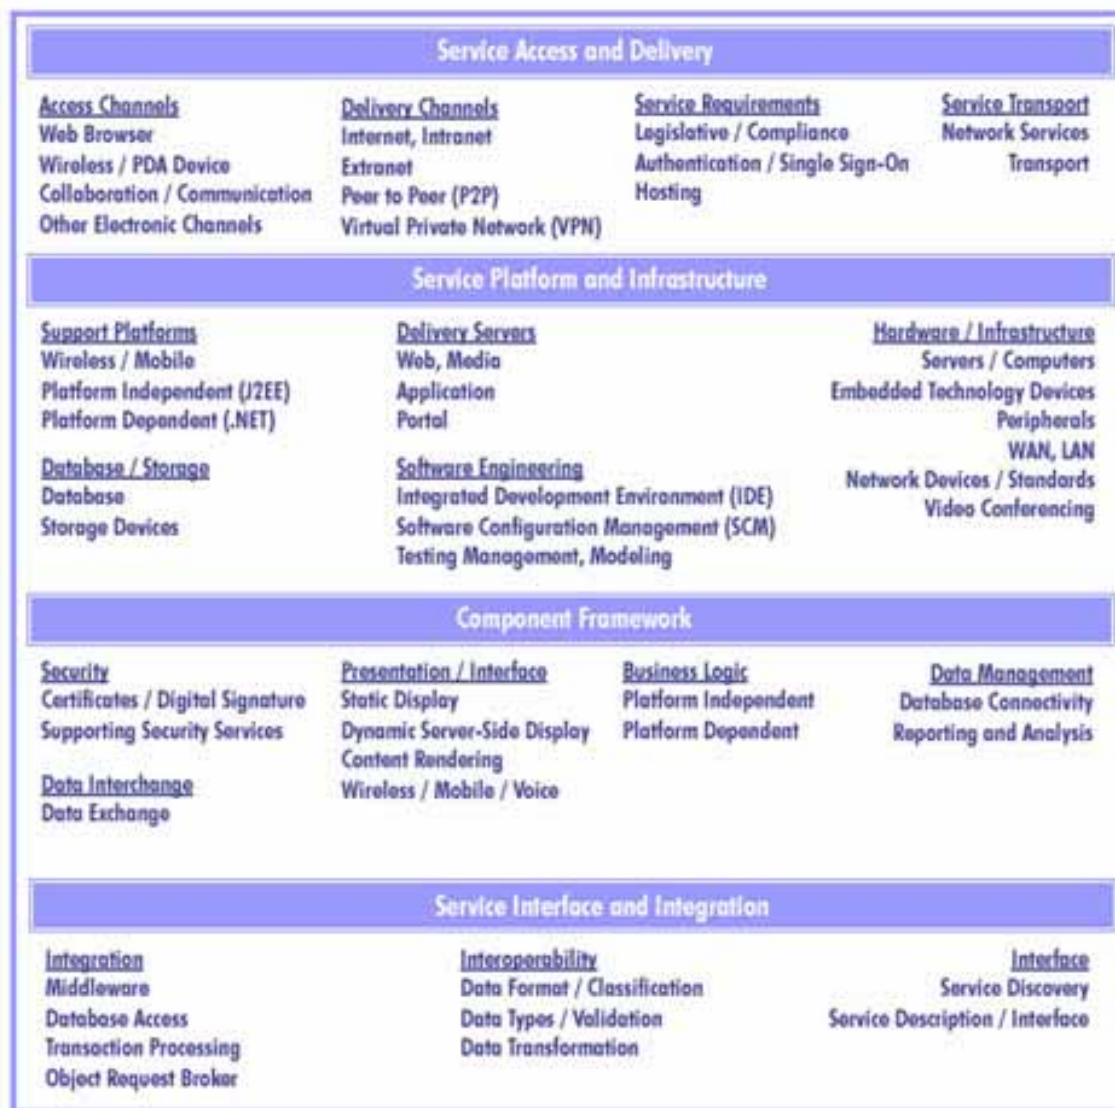 Service Access and Delivery
Access Channels
Web Browser
Wireless / PDA Device
Collaboration / Communication
Other Electronic Channels
Delivery Channels
Internet, Intranet
Extranet
Peer to Peer (P2P)
Virtual Private Network (VPN)
Service Requirements
Legislative / Compliance
Authentication / Single Sign-On
Hosting
Service Transport
Network Services
Transport
Service Platform and Infrastructure
Support Platforms
Wireless / Mobile
Platform Independent (J2EE)
Platform Dependent (.NET)
Database / Storage
Database
Storage Devices
Delivery Servers
Web, Media
Application
Portal
Software Engineering
Integrated Development Environment (IDE)
Software Configuration Management (SCM)
Testing Management, Modeling
Hardware / Infrastructure
Servers / Computers
Embedded Technology Devices
Peripherals
WAN, LAN
Network Devices / Standards
Video Conferencing
Component Framework
Security
Certificates / Digital Signature
Supporting Security Services
Data Interchange
Data Exchange
Presentation / Interface
Static Display
Dynamic Server-Side Display
Content Rendering
Wireless / Mobile / Voice
Business Logic
Platform Independent
Platform Dependent
Data Management
Database Connectivity
Reporting and Analysis
Service Interface and Integration
Integration
Middleware
Database Access
Transaction Processing
Object Request Broker
Interoperability
Data Format / Classification
Data Types / Validation
Data Transformation
Interface
Service Discovery
Service Description / Interface